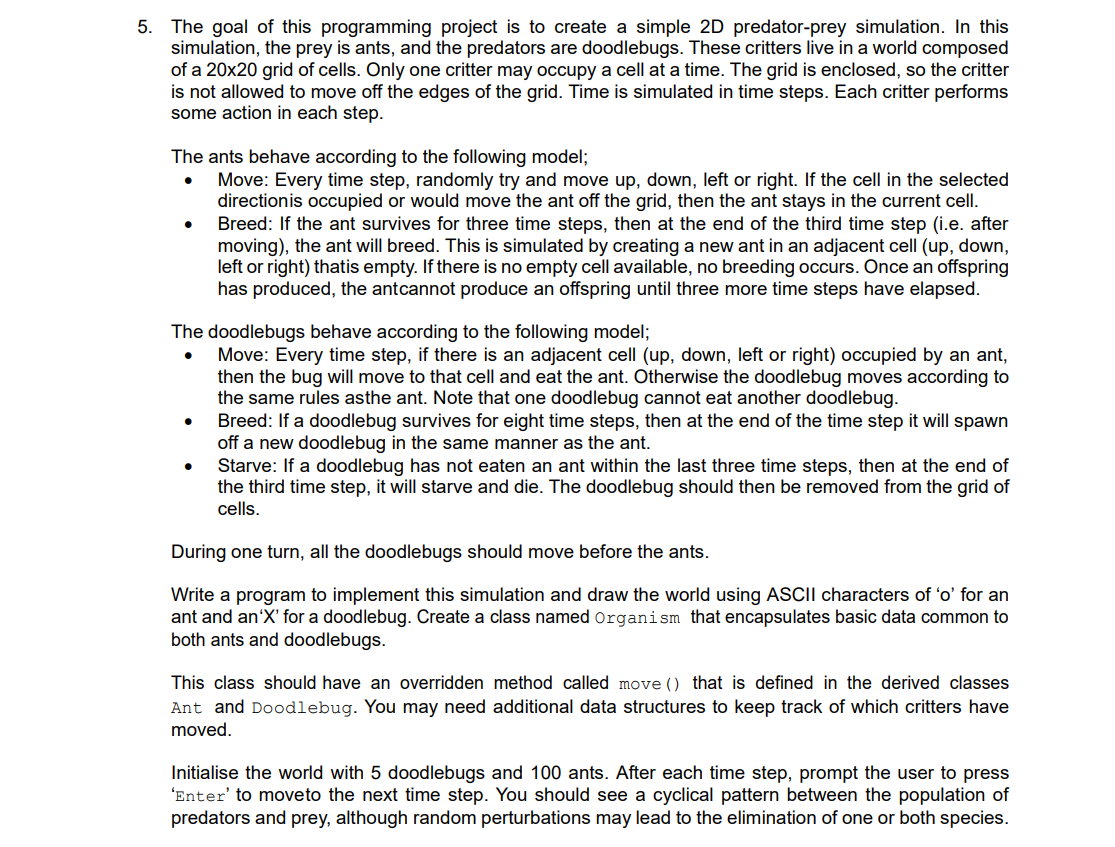 5. The goal of this programming project is to create a simple 2D predator-prey simulation. In this
simulation, the prey is ants, and the predators are doodlebugs. These critters live in a world composed
of a 20x20 grid of cells. Only one critter may occupy a cell at a time. The grid is enclosed, so the critter
is not allowed to move off the edges of the grid. Time is simulated in time steps. Each critter performs
some action in each step.
The ants behave according to the following model;
• Move: Every time step, randomly try and move up, down, left or right. If the cell in the selected
directionis occupied or would move the ant off the grid, then the ant stays in the current cell.
• Breed: If the ant survives for three time steps, then at the end of the third time step (i.e. after
moving), the ant will breed. This is simulated by creating a new ant in an adjacent cell (up, down,
left or right) thatis empty. If there is no empty cell available, no breeding occurs. Once an offspring
has produced, the antcannot produce an offspring until three more time steps have elapsed.
The doodlebugs behave according to the following model;
• Move: Every time step, if there is an adjacent cell (up, down, left or right) occupied by an ant,
then the bug will move to that cell and eat the ant. Otherwise the doodlebug moves according to
the same rules asthe ant. Note that one doodlebug cannot eat another doodlebug.
• Breed: If a doodlebug survives for eight time steps, then at the end of the time step it will spawn
off a new doodlebug in the same manner as the ant.
• Starve: If a doodlebug has not eaten an ant within the last three time steps, then at the end of
the third time step, it will starve and die. The doodlebug should then be removed from the grid of
cells.
During one turn, all the doodlebugs should move before the ants.
Write a program to implement this simulation and draw the world using ASCII characters of ‘o’ for an
ant and an‘X’ for a doodlebug. Create a class named Organism that encapsulates basic data common to
both ants and doodlebugs.
This class should have an overridden method called move() that is defined in the derived classes
Ant and Doodlebug. You may need additional data structures to keep track of which critters have
moved.
Initialise the world with 5 doodlebugs and 100 ants. After each time step, prompt the user to press
‘Enter’ to moveto the next time step. You should see a cyclical pattern between the population of
predators and prey, although random perturbations may lead to the elimination of one or both species.